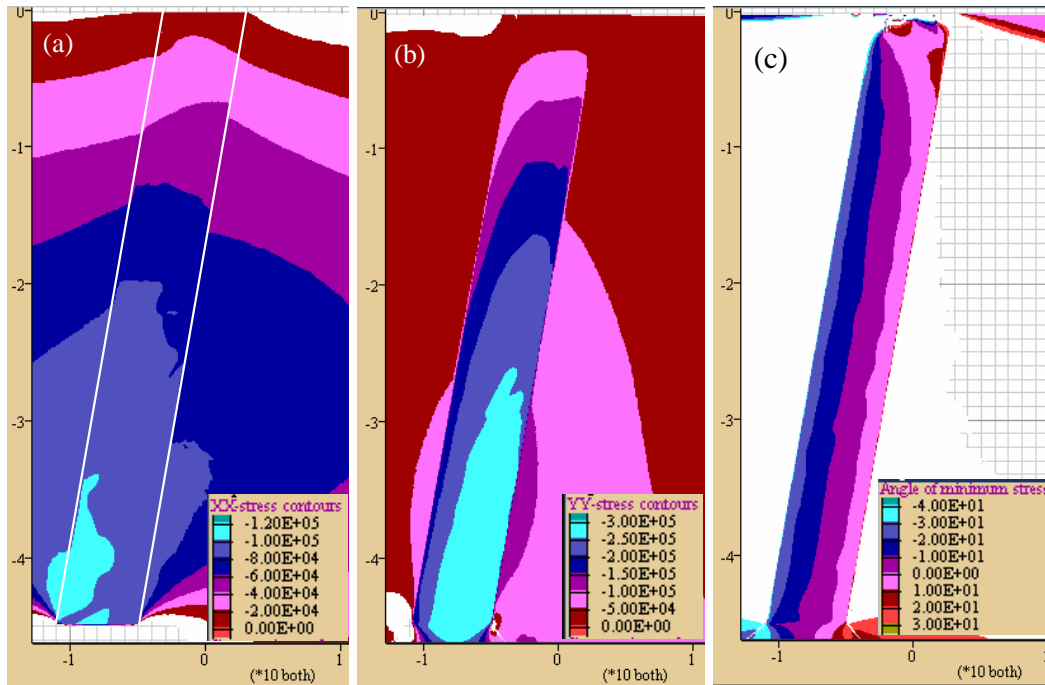 (a)
0
-1
-2
-3
-4
XX-stress contours
-1.20E+05
-1.00E+05
-8.00E+04
-6.00E+04
-4.00E+04
-2.00E+04
0.00E+00
-1 0 1
(*10 both)
(b)
0
-1
-2
-3
-4
YY-stress contours
-3.00E+05
-2.50E+05
-2.00E+05
-1.50E+05
-1.00E+05
-5.00E+04
0.00E+00
-1 0 1
(*10 both)
(c)
0
-1
-2
-3
-4
Angle of minimum stress
-4.00E+01
-3.00E+01
-2.00E+01
-1.00E+01
0.00E+00
1.00E+01
2.00E+01
3.00E+01
-1 0 1
(*10 both)